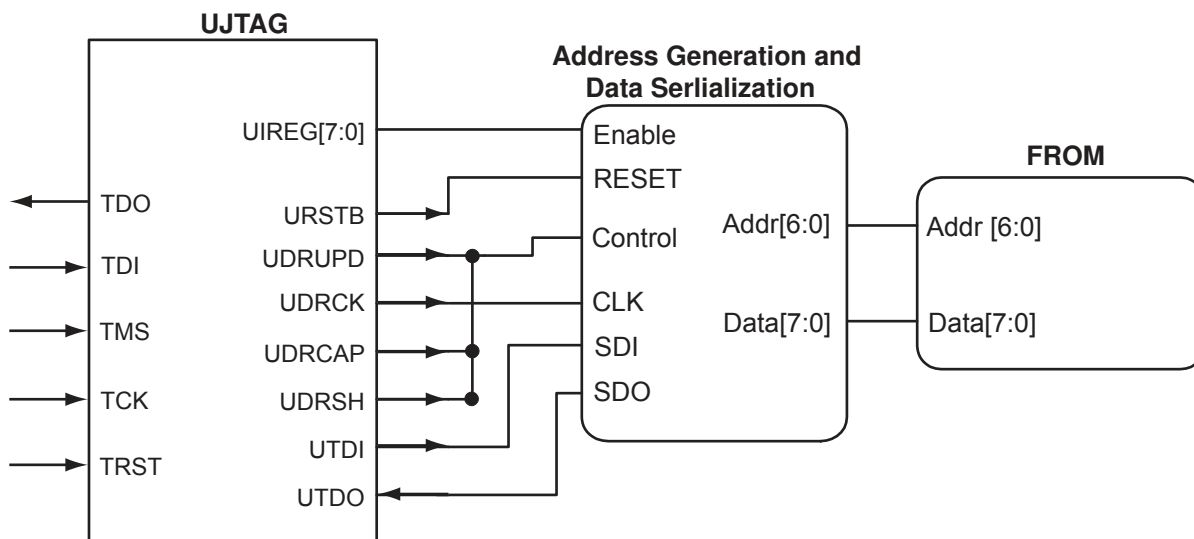 UJTAG
TDO
TDI
TMS
TCK
TRST
UIREG[7:0]
URSTB
UDRUPD
UDRCK
UDRCAP
UDRSH
UTDI
UTDO
Address Generation and
Data Serlialization
Enable
RESET
Control
CLK
SDI
SDO
Addr[6:0]
Data[7:0]
FROM
Addr [6:0]
Data[7:0]